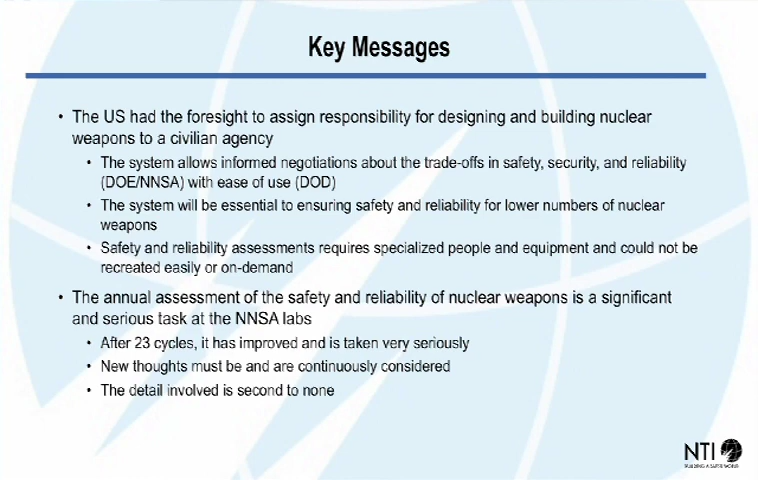 Key Messages
• The US had the foresight to assign responsibility for designing and building nuclear
weapons to a civilian agency
• The system allows informed negotiations about the trade-offs in safety, security, and reliability
(DOE/NNSA) with ease of use (DOD)
• The system will be essential to ensuring safety and reliability for lower numbers of nuclear
weapons
• Safety and reliability assessments requires specialized people and equipment and could not be
recreated easily or on-demand
• The annual assessment of the safety and reliability of nuclear weapons is a significant
and serious task at the NNSA labs
• After 23 cycles, it has improved and is taken very seriously
• New thoughts must be and are continuously considered
• The detail involved is second to none
NTI
BUILDING A SAFER WORLD